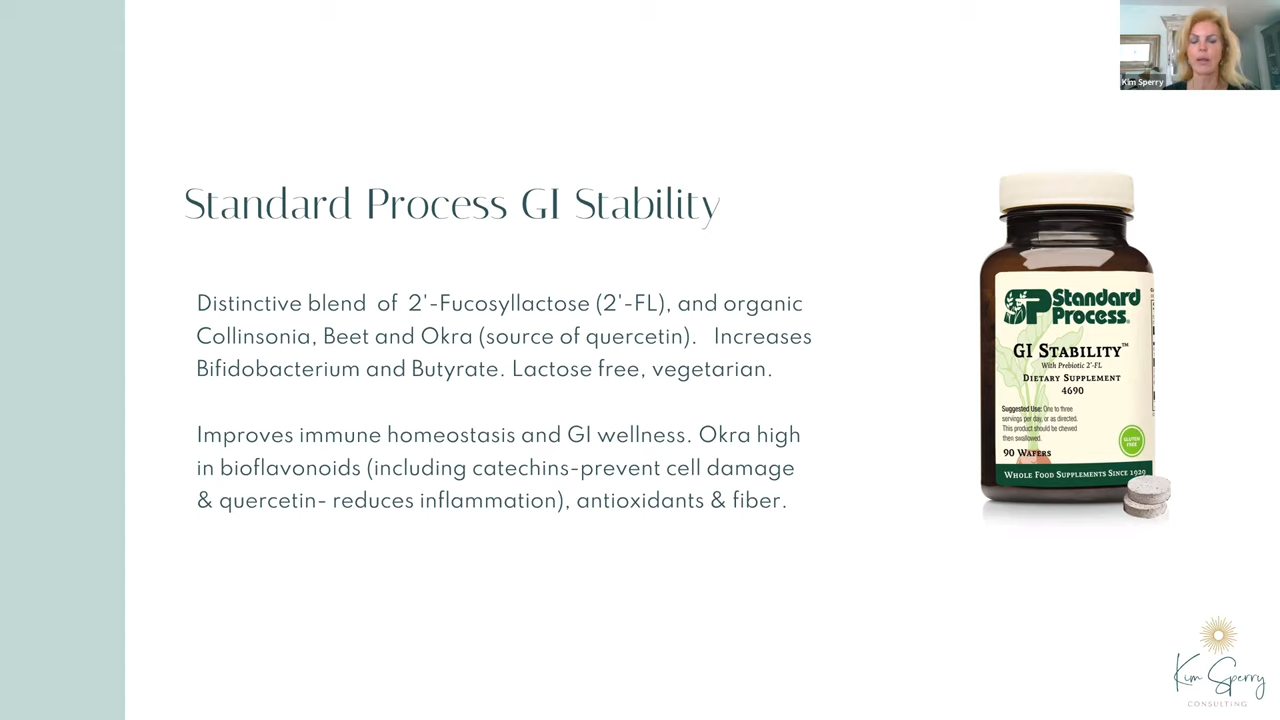 Kim Sperry
Standard Process GI Stability
Distinctive blend of 2'-Fucosyllactose (2'-FL), and organic
Collinsonia, Beet and Okra (source of quercetin). Increases
Bifidobacterium and Butyrate. Lactose free, vegetarian.
Improves immune homeostasis and GI wellness. Okra high
in bioflavonoids (including catechins-prevent cell damage
& quercetin- reduces inflammation), antioxidants & fiber.
SP Standard
Process®
GI STABILITY™
With Prebiotic 2'-FL
DIETARY SUPPLEMENT
4690
Suggested Use: One to three
servings per day, or as directed.
This product should be chewed
then swallowed.
GLUTEN
FREE
90 WAFERS
WHOLE FOOD SUPPLEMENTS SINCE 1929
Kim Sperry
CONSULTING